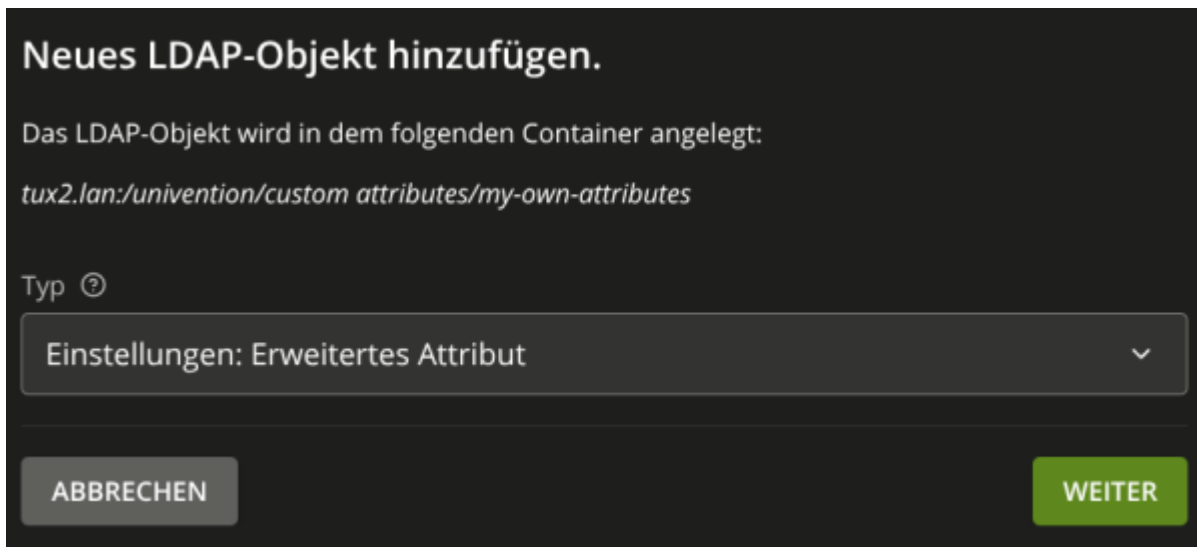 Neues LDAP-Objekt hinzufügen.
Das LDAP-Objekt wird in dem folgenden Container angelegt:
tux2.lan:/univention/custom attributes/my-own-attributes
Typ
Einstellungen: Erweitertes Attribut
ABBRECHEN
WEITER